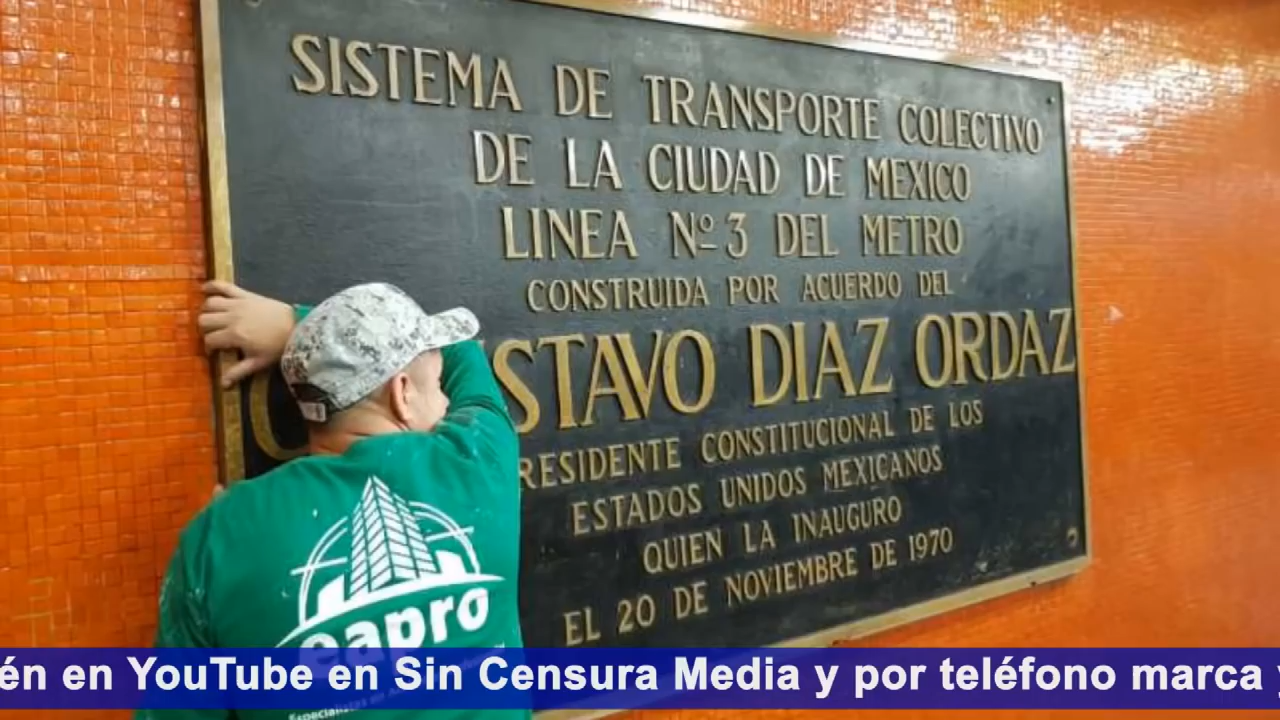 SISTEMA DE TRANSPORTE COLECTIVO
DE LA CIUDAD DE MEXICO
LINEA Nº 3 DEL METRO
CONSTRUIDA POR ACUERDO DEL
STAVO DIAZ ORDAZ
RESIDENTE CONSTITUCIONAL DE LOS
ESTADOS UNIDOS MEXICANOS
QUIEN LA INAUGURO
EL 20 DE NOVIEMBRE DE 1970
eapro
én en YouTube en Sin Censura Media y por teléfono marca